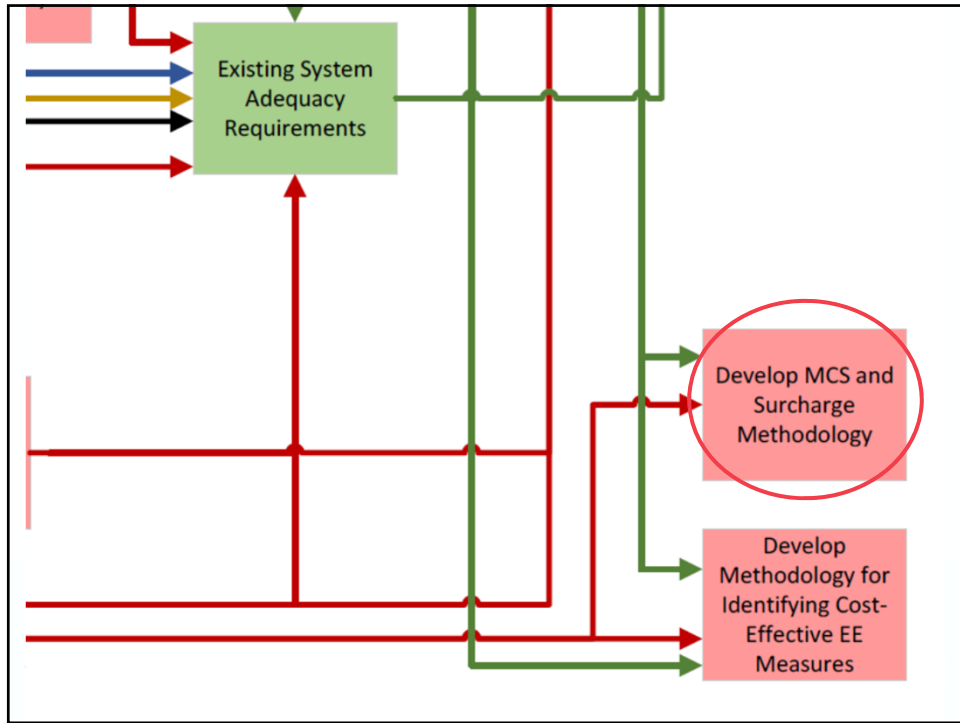 Existing System
Adequacy
Requirements
Develop MCS and
Surcharge
Methodology
Develop
Methodology for
Identifying Cost-
Effective EE
Measures